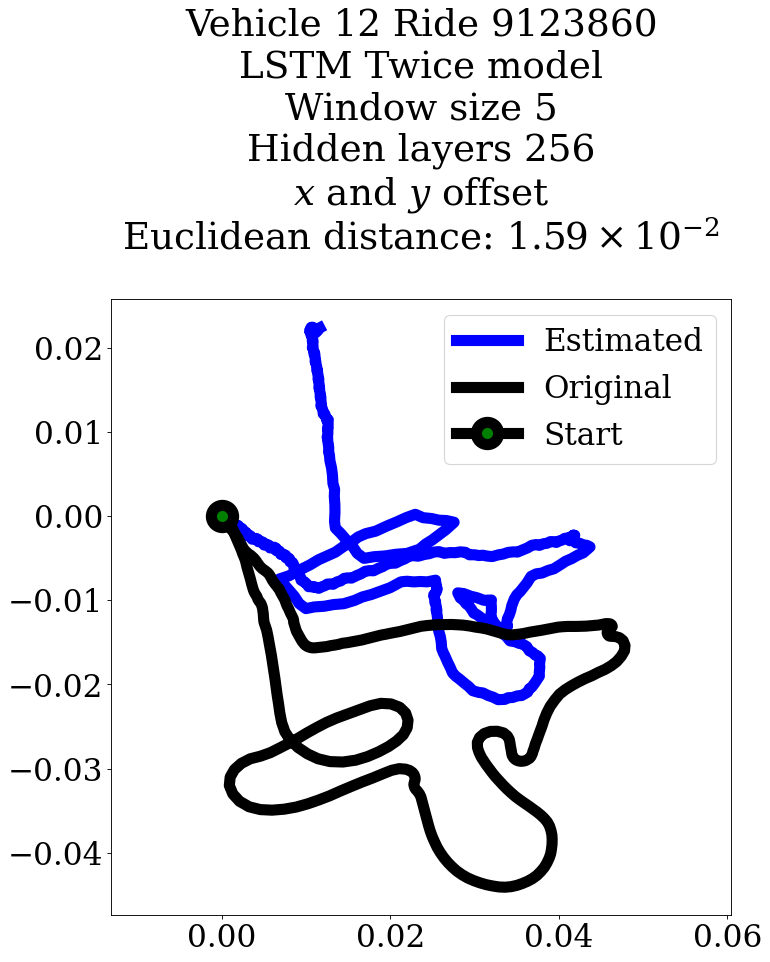 Vehicle 12 Ride 9123860
LSTM Twice model
Window size 5
Hidden layers 256
x and y offset
Euclidean distance: 1.59 × 10⁻²
Estimated
Original
Start
0.02
0.01
0.00
−0.01
−0.02
−0.03
−0.04
0.00 0.02 0.04 0.06